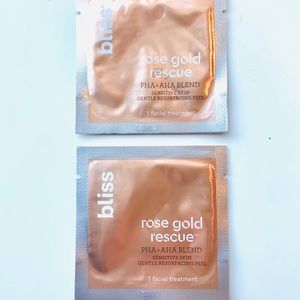 bliss
rose gold
rescue
PHA+AHA BLEND
SENSITIVE SKIN
GENTLE RESURFACING PEEL
1 facial treatment
bliss
rose gold
rescue™
PHA+AHA BLEND
SENSITIVE SKIN
GENTLE RESURFACING PEEL
1 facial treatment